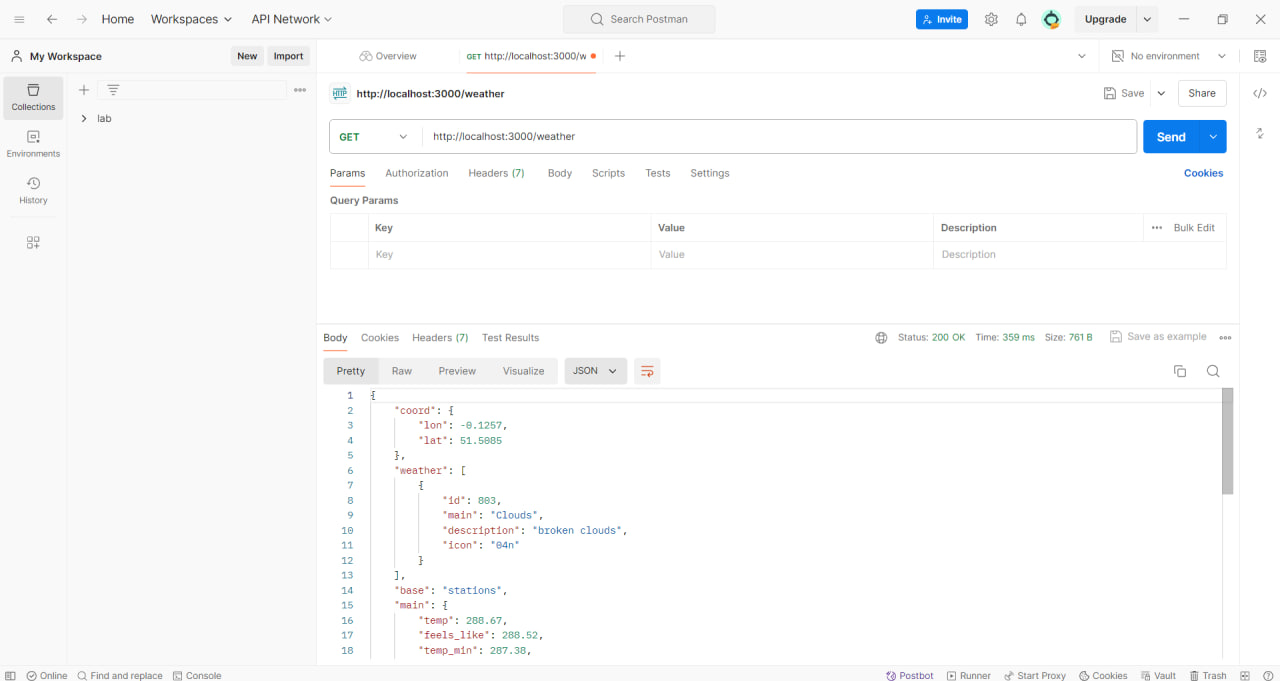 Home Workspaces API Network Search Postman Invite Upgrade
My Workspace New Import Overview GET http://localhost:3000/w No environment
Collections
lab
Environments
History
HTTP http://localhost:3000/weather Save Share
GET http://localhost:3000/weather Send
Params Authorization Headers (7) Body Scripts Tests Settings Cookies
Query Params
Key Value Description Bulk Edit
Key Value Description
Body Cookies Headers (7) Test Results Status: 200 OK Time: 359 ms Size: 761 B Save as example
Pretty Raw Preview Visualize JSON
1 {
2 "coord": {
3 "lon": -0.1257,
4 "lat": 51.5085
5 },
6 "weather": [
7 {
8 "id": 803,
9 "main": "Clouds",
10 "description": "broken clouds",
11 "icon": "04n"
12 }
13 ],
14 "base": "stations",
15 "main": {
16 "temp": 288.67,
17 "feels_like": 288.52,
18 "temp_min": 287.38,
Online Find and replace Console Postbot Runner Start Proxy Cookies Vault Trash